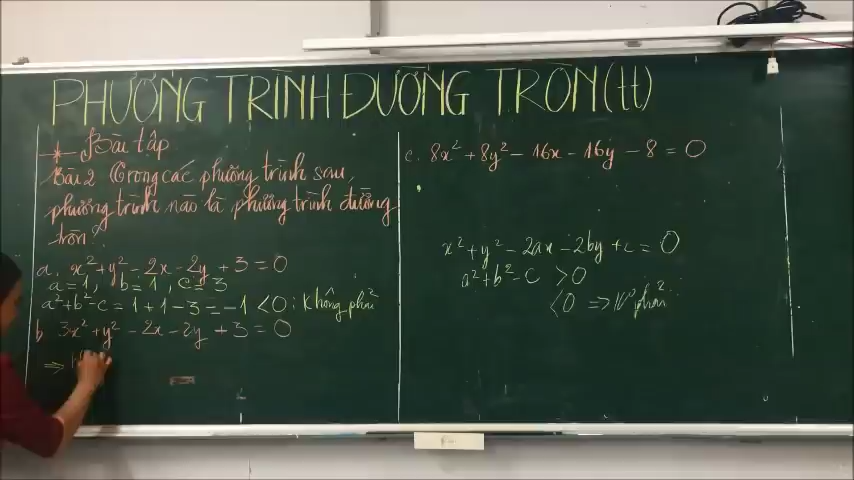 PHƯƠNG TRÌNH ĐƯỜNG TRÒN (tt)
* Bài tập
Bài 2 Trong các phương trình sau,
phương trình nào là phương trình đường
tròn?
a. x² + y² - 2x - 2y + 3 = 0
a = 1, b = 1, c = 3
a² + b² - c = 1 + 1 - 3 = -1 < 0 : Không phải
b. 3x² + y² - 2x - 2y + 3 = 0
⇒
c. 8x² + 8y² - 16x - 16y - 8 = 0
x² + y² - 2ax - 2by + c = 0
a² + b² - c > 0
< 0 ⇒ K° phải